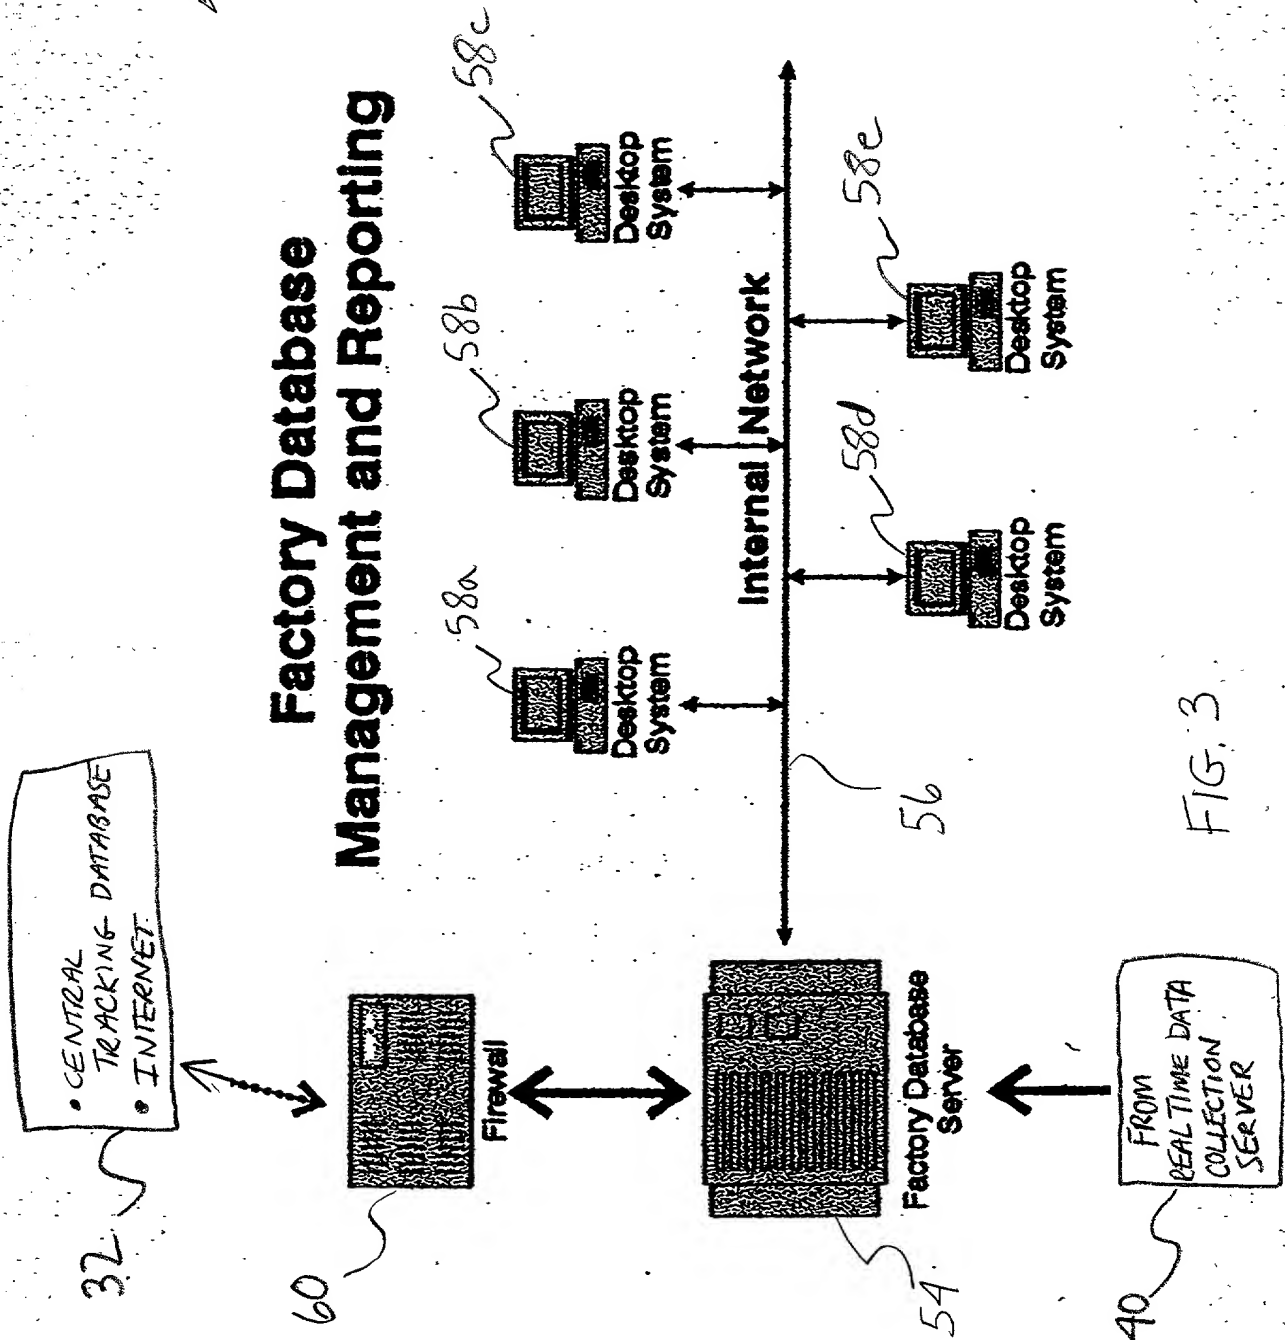 Factory Database
Management and Reporting
• CENTRAL
TRACKING DATABASE
• INTERNET
32
60
Firewall
58a
58b
58c
Desktop
System
Desktop
System
Desktop
System
Internal Network
56
58d
58e
Desktop
System
Desktop
System
Factory Database
Server
54
FROM
REAL TIME DATA
COLLECTION
SERVER
40
FIG. 3